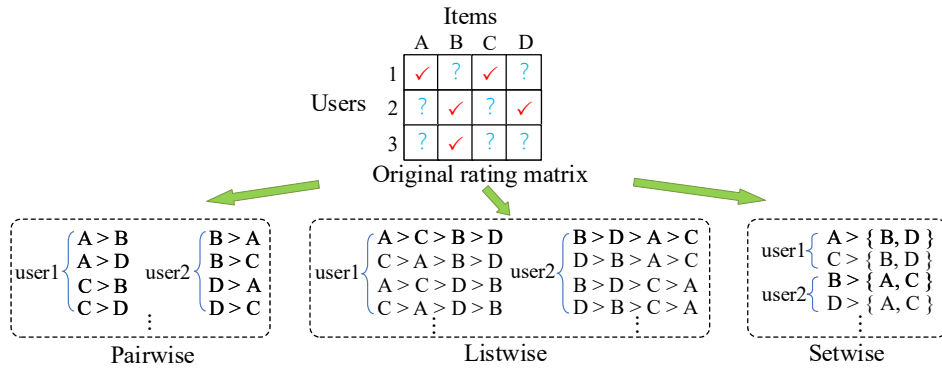 Items
A B C D
1 ✓ ? ✓ ?
Users 2 ? ✓ ? ✓
3 ? ✓ ? ?
Original rating matrix
user1
A > B
A > D
C > B
C > D
user2
B > A
B > C
D > A
D > C
⋮
Pairwise
user1
A > C > B > D
C > A > B > D
A > C > D > B
C > A > D > B
⋮
user2
B > D > A > C
D > B > A > C
B > D > C > A
D > B > C > A
⋮
Listwise
user1
A > { B, D }
C > { B, D }
user2
B > { A, C }
D > { A, C }
⋮
Setwise